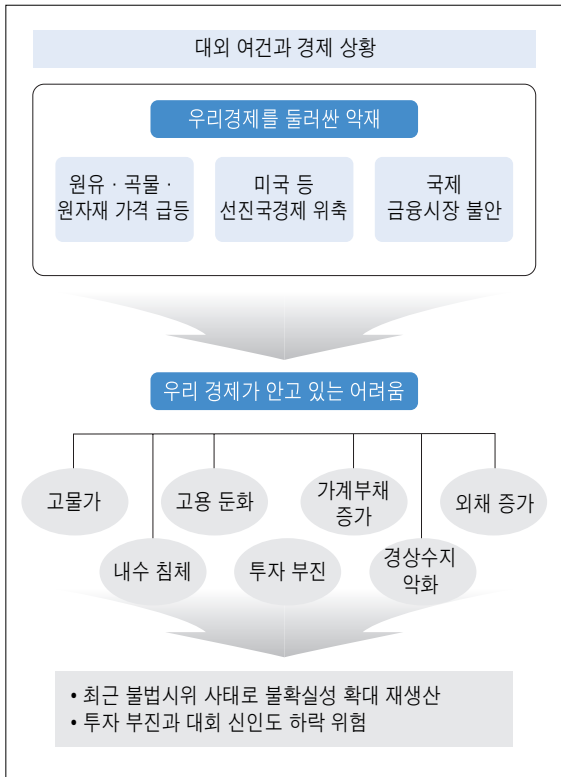 대외 여건과 경제 상황
우리경제를 둘러싼 악재
원유 · 곡물 ·
원자재 가격 급등
미국 등
선진국경제 위축
국제
금융시장 불안
우리 경제가 안고 있는 어려움
고물가
고용 둔화
가계부채
증가
외채 증가
내수 침체
투자 부진
경상수지
악화
• 최근 불법시위 사태로 불확실성 확대 재생산
• 투자 부진과 대회 신인도 하락 위험